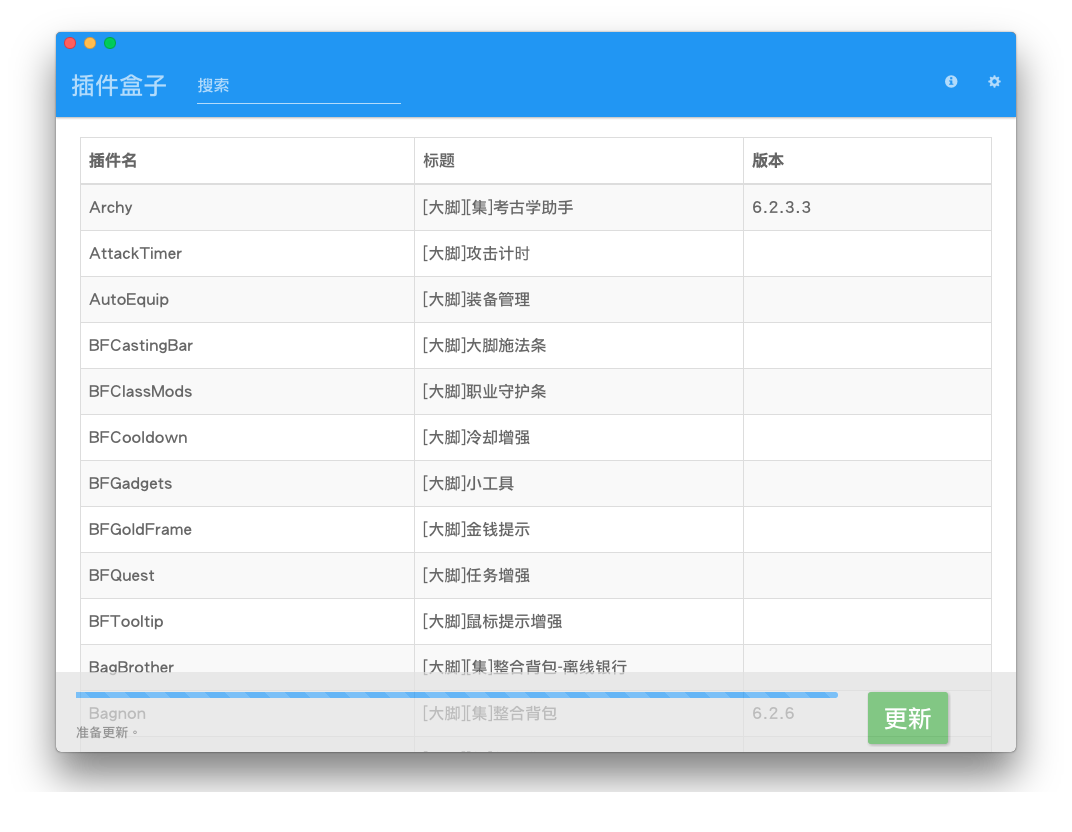 插件盒子 搜索
插件名 标题 版本
Archy [大脚][集]考古学助手 6.2.3.3
AttackTimer [大脚]攻击计时
AutoEquip [大脚]装备管理
BFCastingBar [大脚]大脚施法条
BFClassMods [大脚]职业守护条
BFCooldown [大脚]冷却增强
BFGadgets [大脚]小工具
BFGoldFrame [大脚]金钱提示
BFQuest [大脚]任务增强
BFTooltip [大脚]鼠标提示增强
BagBrother [大脚][集]整合背包-离线银行
Bagnon [大脚][集]整合背包 6.2.6
准备更新。
更新